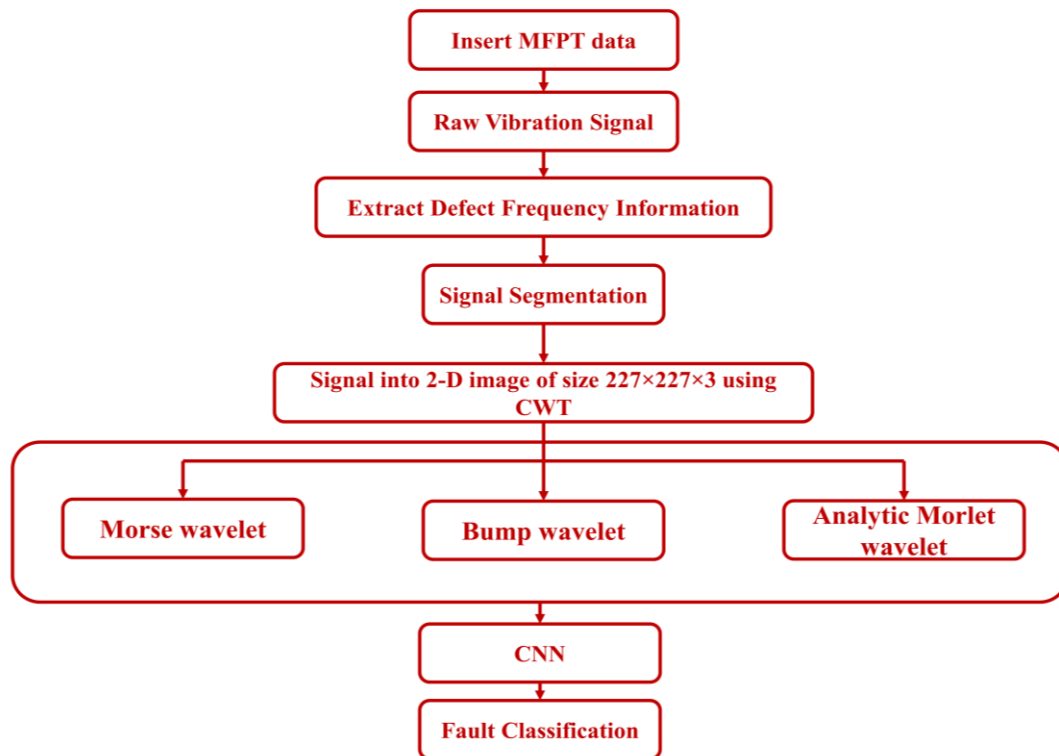 Insert MFPT data
Raw Vibration Signal
Extract Defect Frequency Information
Signal Segmentation
Signal into 2-D image of size 227×227×3 using
CWT
Morse wavelet
Bump wavelet
Analytic Morlet
wavelet
CNN
Fault Classification